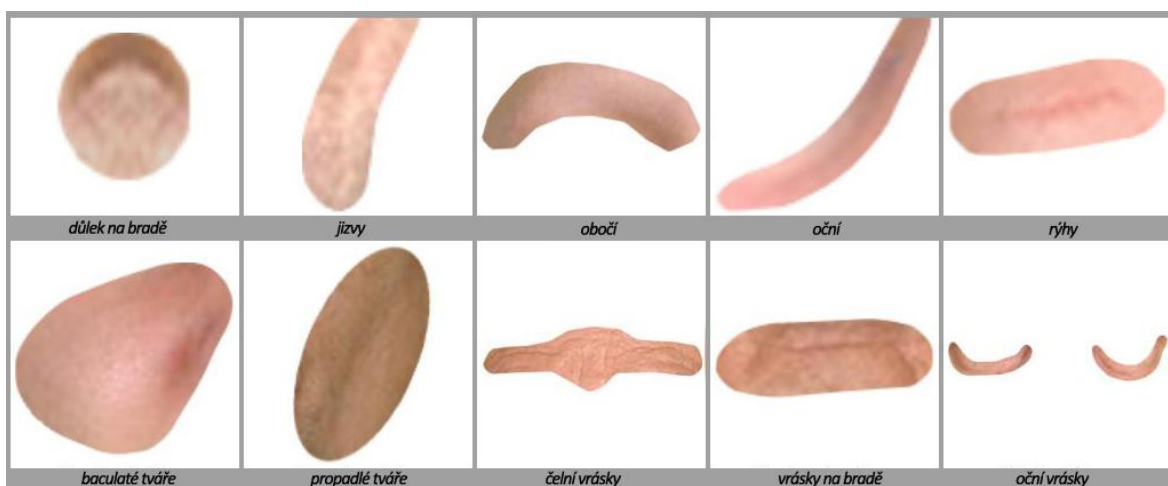 důlek na bradě
jizvy
obočí
oční
rýhy
baculaté tváře
propadlé tváře
čelní vrásky
vrásky na bradě
oční vrásky